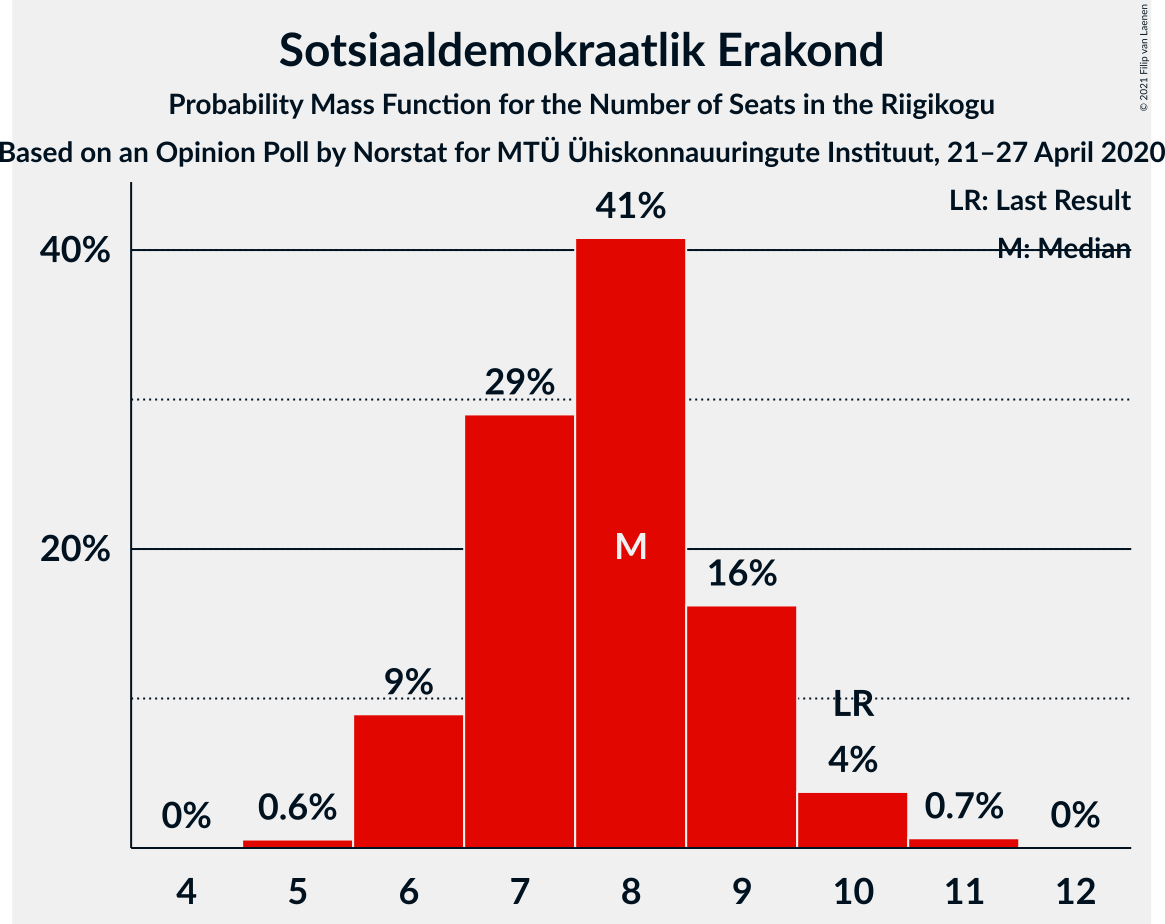 Sotsiaaldemokraatlik Erakond
Probability Mass Function for the Number of Seats in the Riigikogu
Based on an Opinion Poll by Norstat for MTÜ Ühiskonnauuringute Instituut, 21–27 April 2020
© 2021 Filip van Laenen
LR: Last Result
M: Median
40%
20%
0%
0.6%
9%
29%
41%
M
16%
LR
4%
0.7%
0%
4 5 6 7 8 9 10 11 12